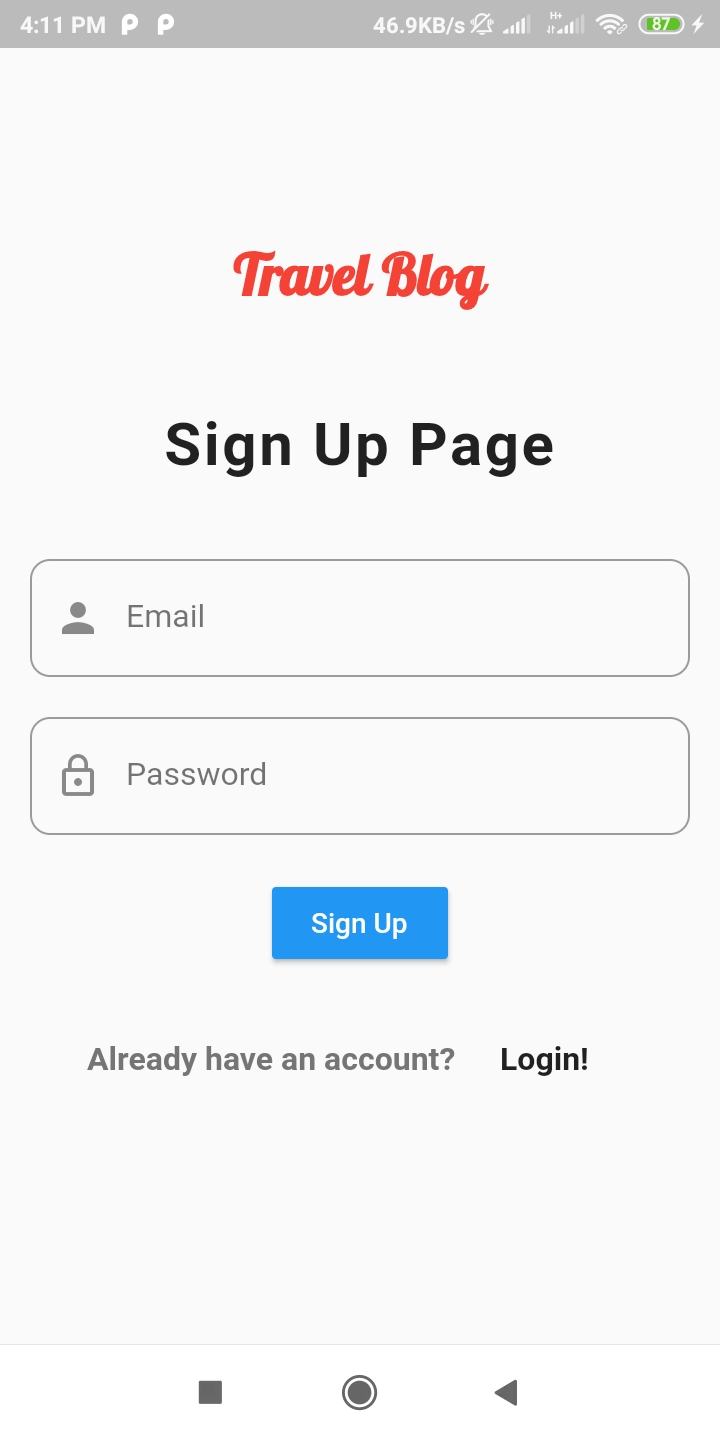 4:11 PM 46.9KB/s H+ 87
Travel Blog
Sign Up Page
Email
Password
Sign Up
Already have an account? Login!